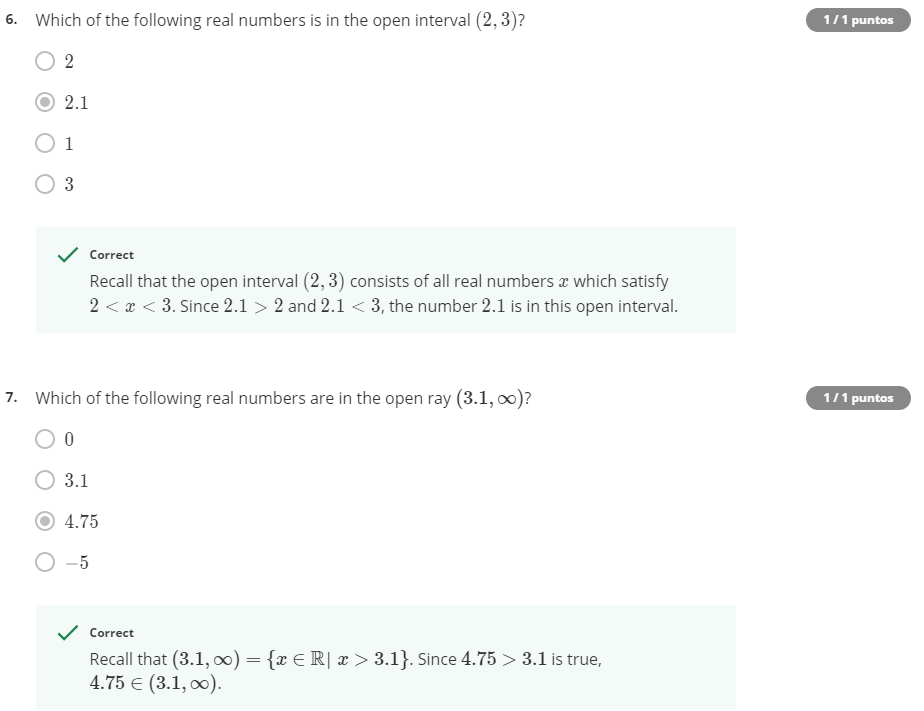 6. Which of the following real numbers is in the open interval (2, 3)?
1 / 1 puntos
2
2.1
1
3
Correct
Recall that the open interval (2, 3) consists of all real numbers x which satisfy
2 < x < 3. Since 2.1 > 2 and 2.1 < 3, the number 2.1 is in this open interval.
7. Which of the following real numbers are in the open ray (3.1, ∞)?
1 / 1 puntos
0
3.1
4.75
−5
Correct
Recall that (3.1, ∞) = {x ∈ ℝ| x > 3.1}. Since 4.75 > 3.1 is true,
4.75 ∈ (3.1, ∞).